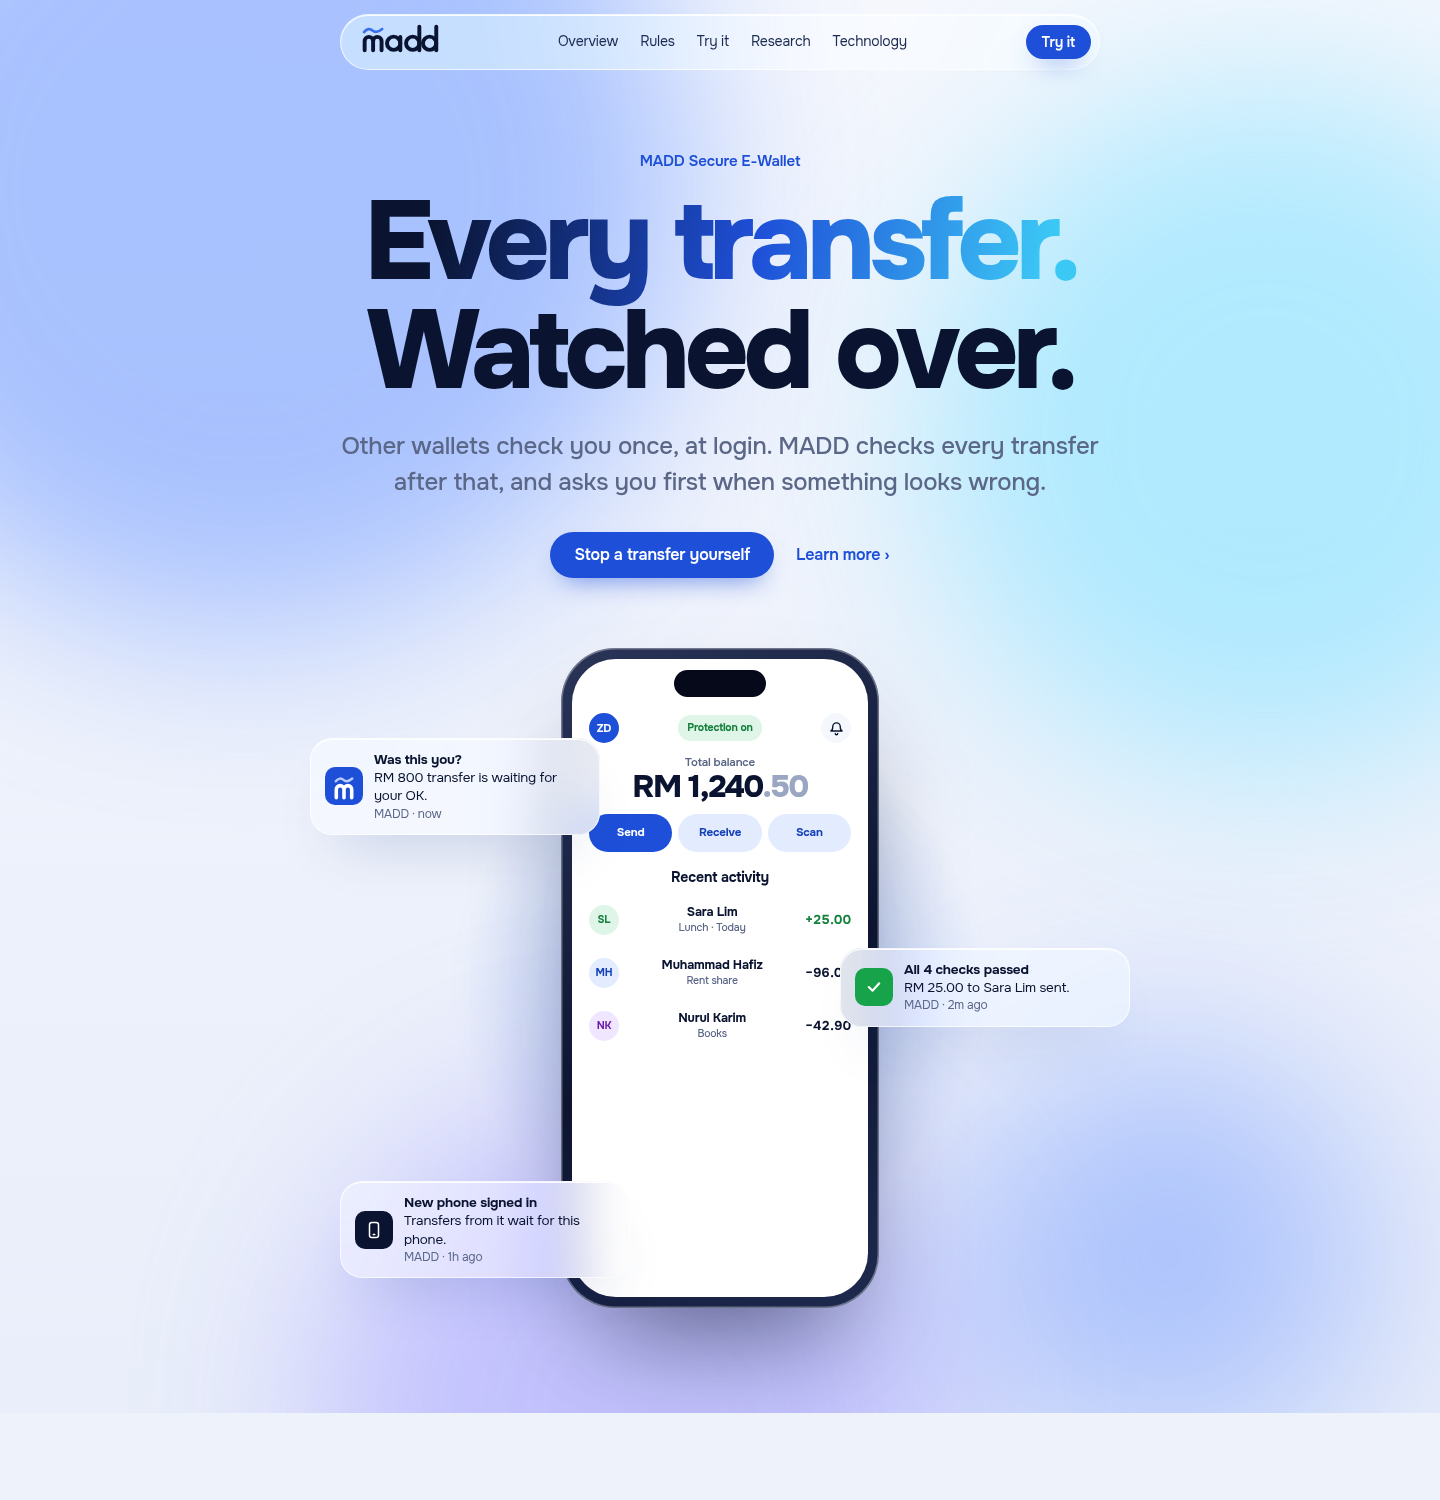 madd
Overview
Rules
Try it
Research
Technology
Try it
MADD Secure E-Wallet
Every transfer.
Watched over.
Other wallets check you once, at login. MADD checks every transfer
after that, and asks you first when something looks wrong.
Stop a transfer yourself
Learn more ›
ZD
Protection on
Total balance
RM 1,240.50
Send
Receive
Scan
Recent activity
SL
Sara Lim
Lunch · Today
+25.00
MH
Muhammad Hafiz
Rent share
−96.0
NK
Nurul Karim
Books
−42.90
Was this you?
RM 800 transfer is waiting for
your OK.
MADD · now
All 4 checks passed
RM 25.00 to Sara Lim sent.
MADD · 2m ago
New phone signed in
Transfers from it wait for this
phone.
MADD · 1h ago